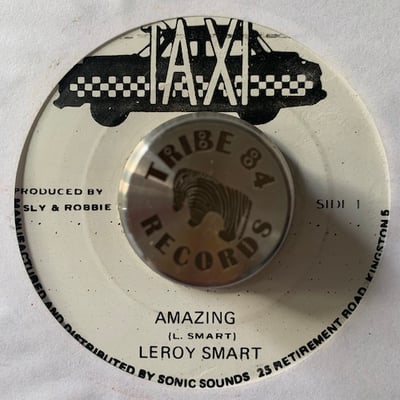 TAXI
TRIBE 84
RECORDS
PRODUCED BY
SLY & ROBBIE
SIDE 1
AMAZING
(L. SMART)
LEROY SMART
MANUFACTURED AND DISTRIBUTED BY SONIC SOUNDS 25 RETIREMENT ROAD, KINGSTON 5